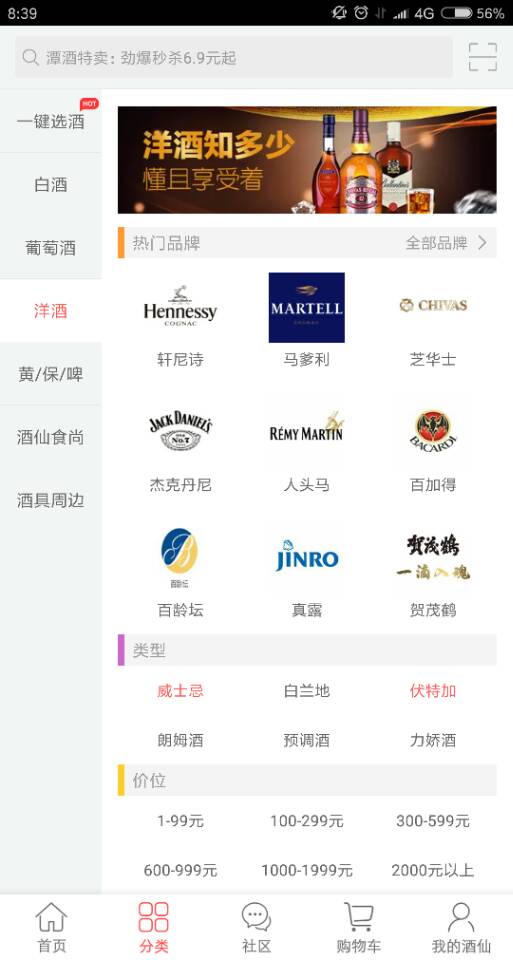 8:39
4G 56%
潭酒特卖：劲爆秒杀6.9元起
一键选酒
HOT
白酒
葡萄酒
洋酒
黄/保/啤
酒仙食尚
酒具周边
洋酒知多少
懂且享受着
热门品牌
全部品牌
Hennessy
COGNAC
MARTELL
COGNAC
CHIVAS
轩尼诗
马爹利
芝华士
JACK DANIEL'S
OLD No.7 BRAND
RÉMY MARTIN
BACARDI
杰克丹尼
人头马
百加得
B
百龄坛
JINRO
賀茂鶴
一滴入魂
百龄坛
真露
贺茂鹤
类型
威士忌
白兰地
伏特加
朗姆酒
预调酒
力娇酒
价位
1-99元
100-299元
300-599元
600-999元
1000-1999元
2000元以上
首页
分类
社区
购物车
我的酒仙